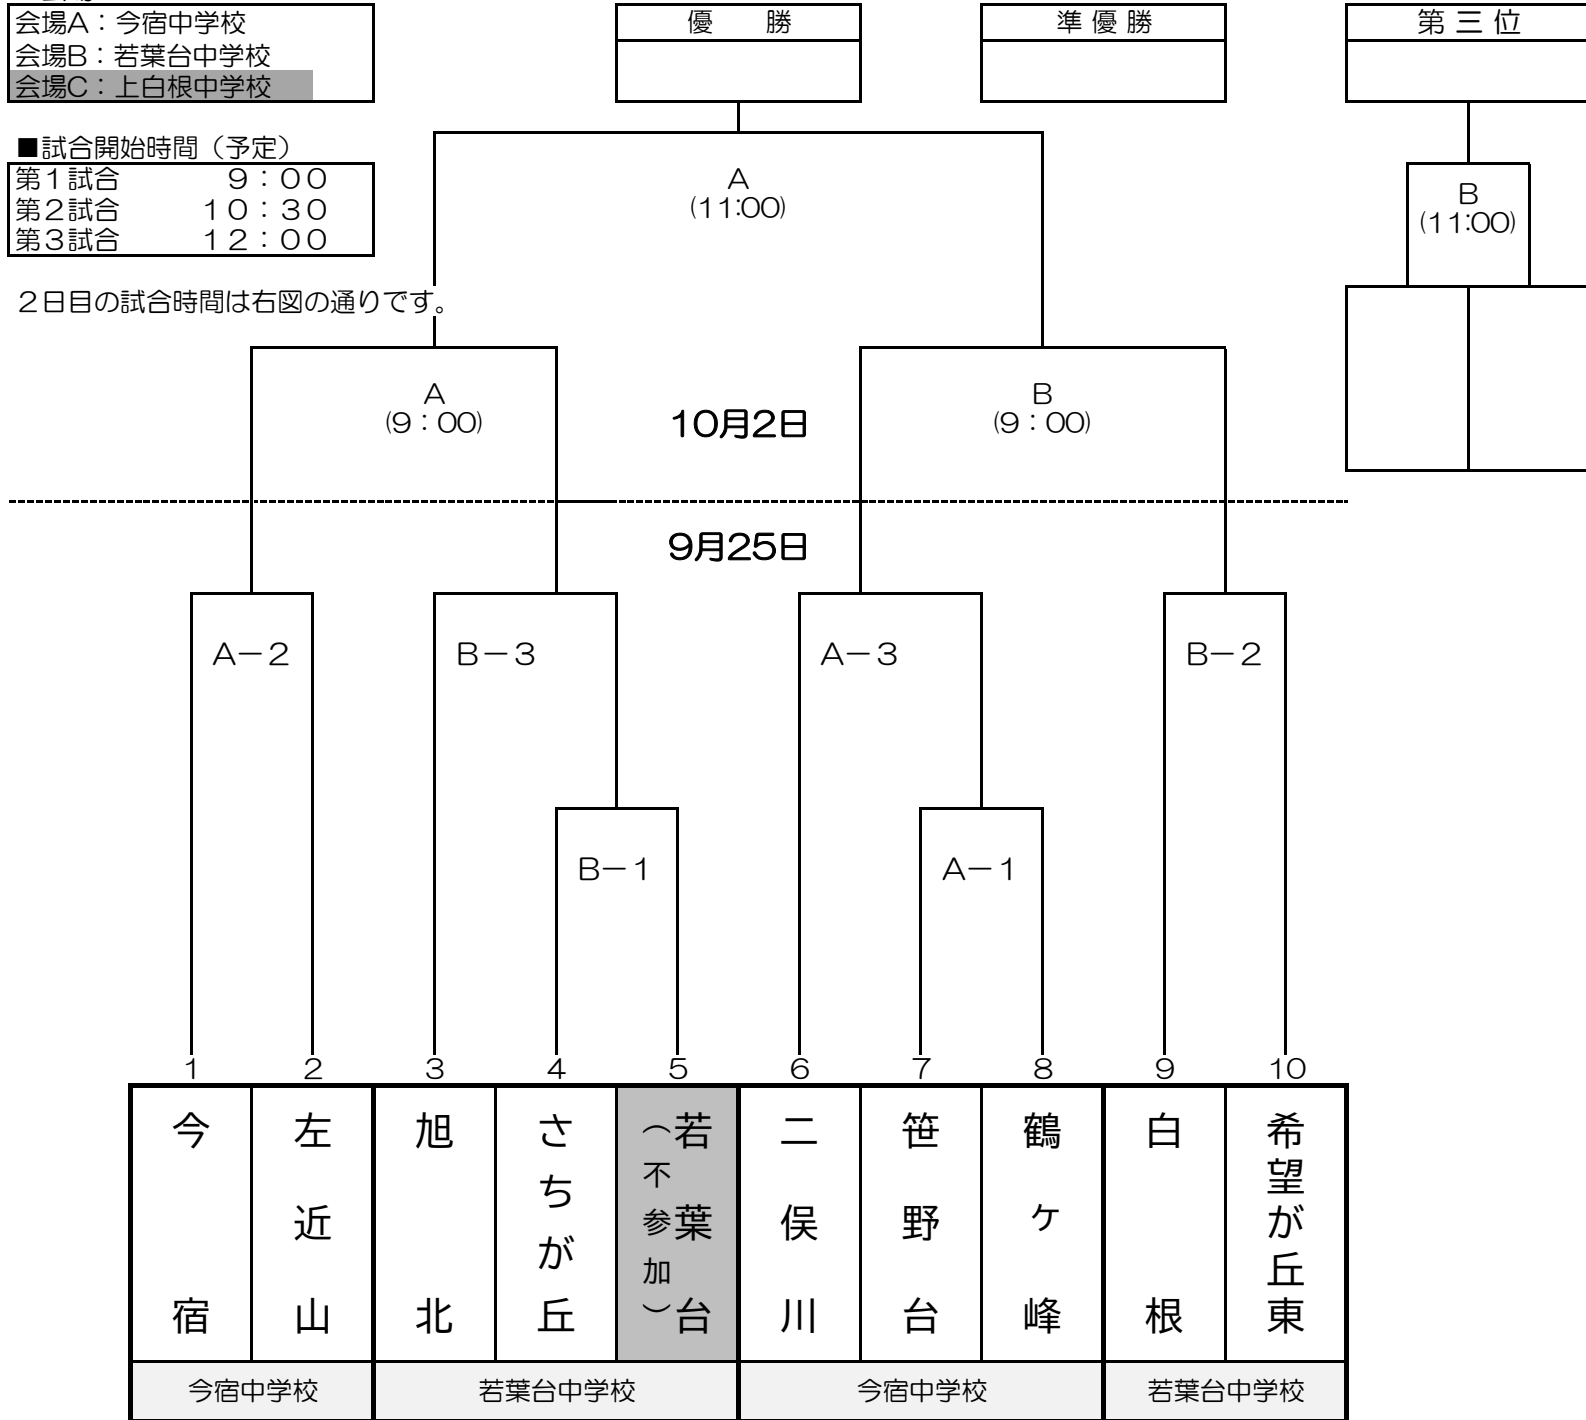 会場A：今宿中学校
会場B：若葉台中学校
会場C：上白根中学校
優　勝
準優勝
第三位
■試合開始時間（予定）
第１試合　９：００
第２試合　１０：３０
第３試合　１２：００
２日目の試合時間は右図の通りです。
A
(11:00)
B
(11:00)
A
(9：00)
10月2日
B
(9：00)
9月25日
A－2
B－3
A－3
B－2
B－1
A－1
1
2
3
4
5
6
7
8
9
10
今宿
左近山
旭北
さちが丘
若葉台
（不参加）
二俣川
笹野台
鶴ケ峰
白根
希望が丘東
今宿中学校
若葉台中学校
今宿中学校
若葉台中学校